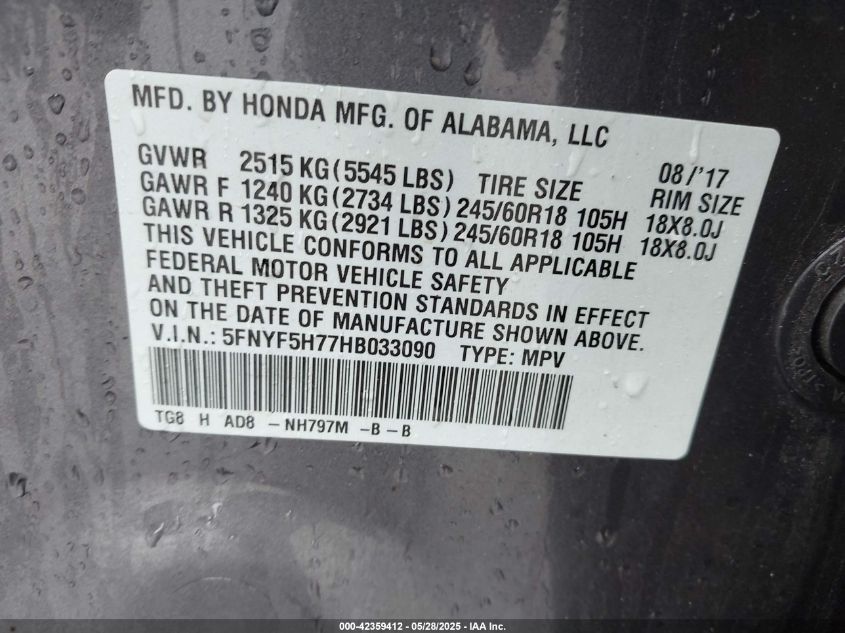 MFD. BY HONDA MFG. OF ALABAMA, LLC
08/'17
GVWR 2515 KG (5545 LBS) TIRE SIZE RIM SIZE
GAWR F 1240 KG (2734 LBS) 245/60R18 105H 18X8.0J
GAWR R 1325 KG (2921 LBS) 245/60R18 105H 18X8.0J
THIS VEHICLE CONFORMS TO ALL APPLICABLE
FEDERAL MOTOR VEHICLE SAFETY
AND THEFT PREVENTION STANDARDS IN EFFECT
ON THE DATE OF MANUFACTURE SHOWN ABOVE.
V.I.N.: 5FNYF5H77HB033090 TYPE: MPV
TG8 H AD8 -NH797M -B-B
000-42359412 - 05/28/2025 - IAA Inc.